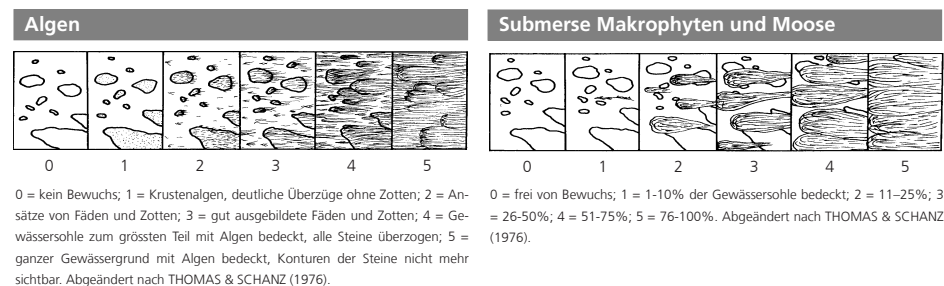 Algen
0 1 2 3 4 5
0 = kein Bewuchs; 1 = Krustenalgen, deutliche Überzüge ohne Zotten; 2 = An-
sätze von Fäden und Zotten; 3 = gut ausgebildete Fäden und Zotten; 4 = Ge-
wässersohle zum grössten Teil mit Algen bedeckt, alle Steine überzogen; 5 =
ganzer Gewässergrund mit Algen bedeckt, Konturen der Steine nicht mehr
sichtbar. Abgeändert nach THOMAS & SCHANZ (1976).
Submerse Makrophyten und Moose
0 1 2 3 4 5
0 = frei von Bewuchs; 1 = 1-10% der Gewässersohle bedeckt; 2 = 11–25%; 3
= 26-50%; 4 = 51-75%; 5 = 76-100%. Abgeändert nach THOMAS & SCHANZ
(1976).